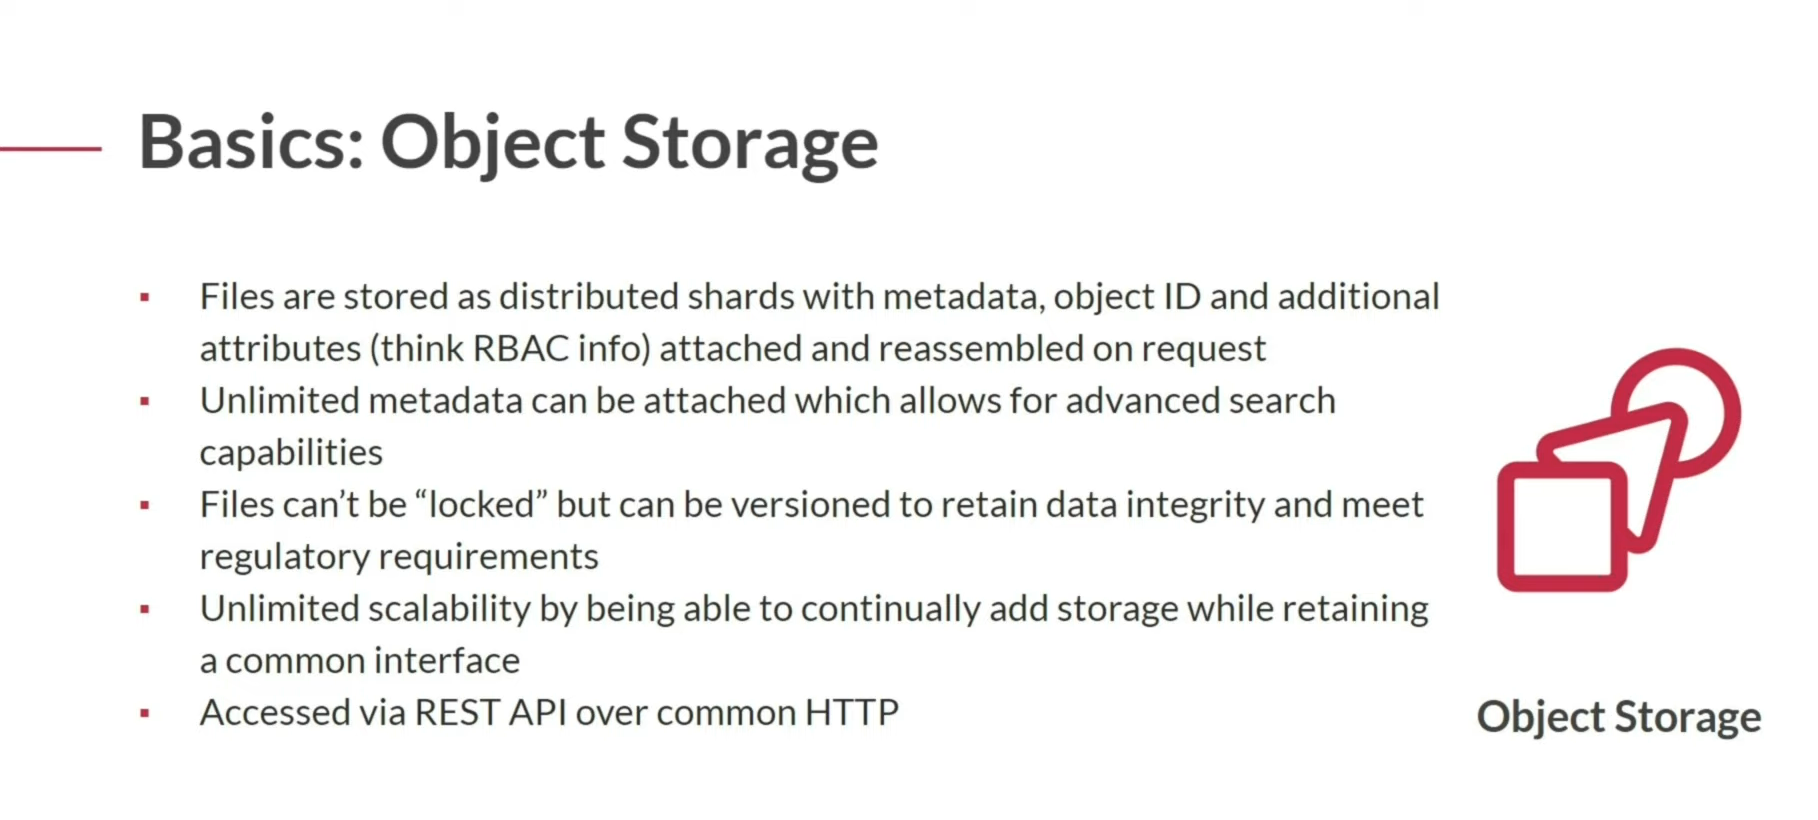 Basics: Object Storage
▪ Files are stored as distributed shards with metadata, object ID and additional
attributes (think RBAC info) attached and reassembled on request
▪ Unlimited metadata can be attached which allows for advanced search
capabilities
▪ Files can’t be “locked” but can be versioned to retain data integrity and meet
regulatory requirements
▪ Unlimited scalability by being able to continually add storage while retaining
a common interface
▪ Accessed via REST API over common HTTP
Object Storage